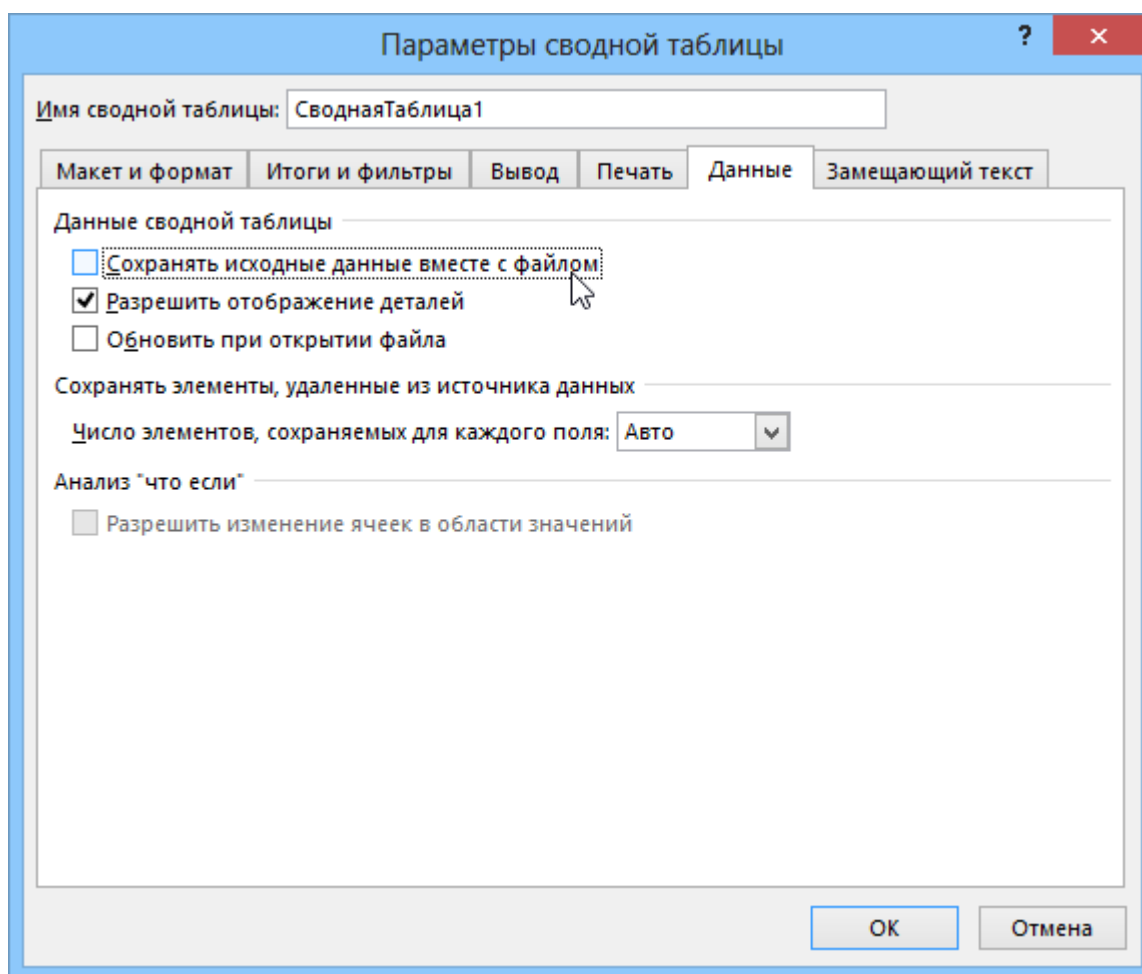 Параметры сводной таблицы ?
Имя сводной таблицы: СводнаяТаблица1
Макет и формат Итоги и фильтры Вывод Печать Данные Замещающий текст
Данные сводной таблицы
Сохранять исходные данные вместе с файлом
Разрешить отображение деталей
Обновить при открытии файла
Сохранять элементы, удаленные из источника данных
Число элементов, сохраняемых для каждого поля: Авто
Анализ "что если"
Разрешить изменение ячеек в области значений
ОК Отмена